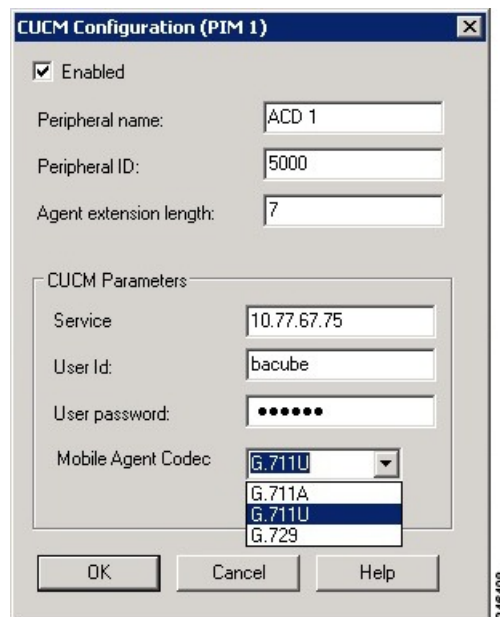 CUCM Configuration (PIM 1)
Enabled
Peripheral name: ACD 1
Peripheral ID: 5000
Agent extension length: 7
CUCM Parameters
Service 10.77.67.75
User Id: bacube
User password: ●●●●●●
Mobile Agent Codec G.711U
G.711A
G.711U
G.729
OK Cancel Help